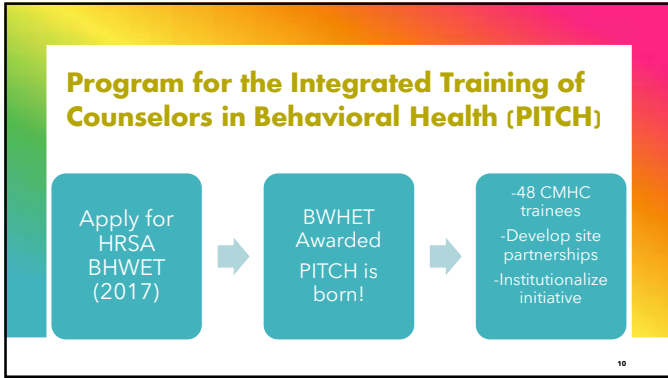 Program for the Integrated Training of
Counselors in Behavioral Health (PITCH)
Apply for
HRSA
BHWET
(2017)
BWHET
Awarded
PITCH is
born!
-48 CMHC
trainees
-Develop site
partnerships
-Institutionalize
initiative
10